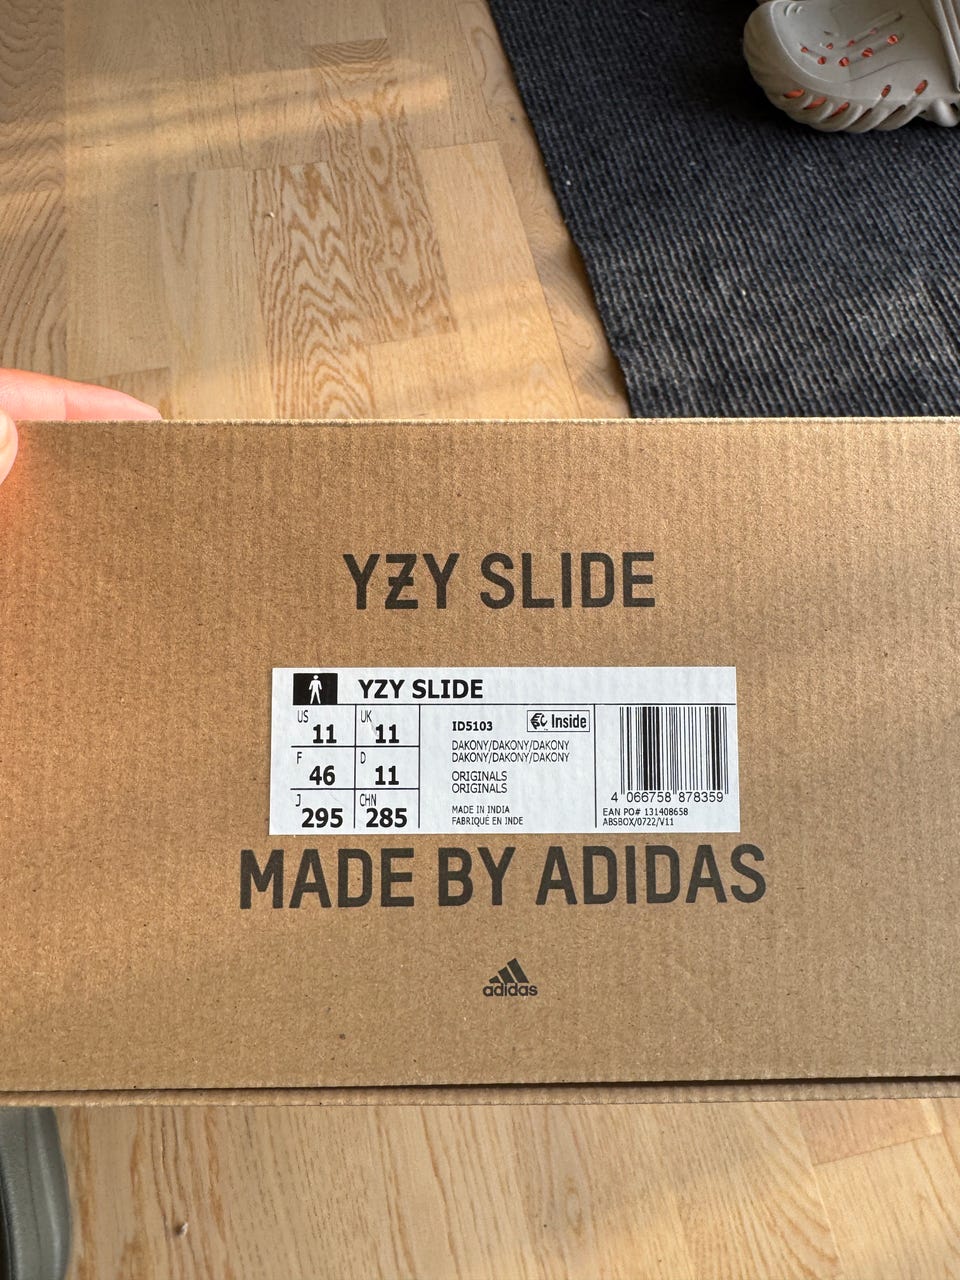 YZY SLIDE
YZY SLIDE
US 11 UK 11
F 46 D 11
J 295 CHN 285
ID5103 Inside
DAKONY/DAKONY/DAKONY
DAKONY/DAKONY/DAKONY
ORIGINALS
ORIGINALS
MADE IN INDIA
FABRIQUÉ EN INDE
4 066758 878359
EAN PO# 131408658
ABSBOX/0722/V11
MADE BY ADIDAS
adidas